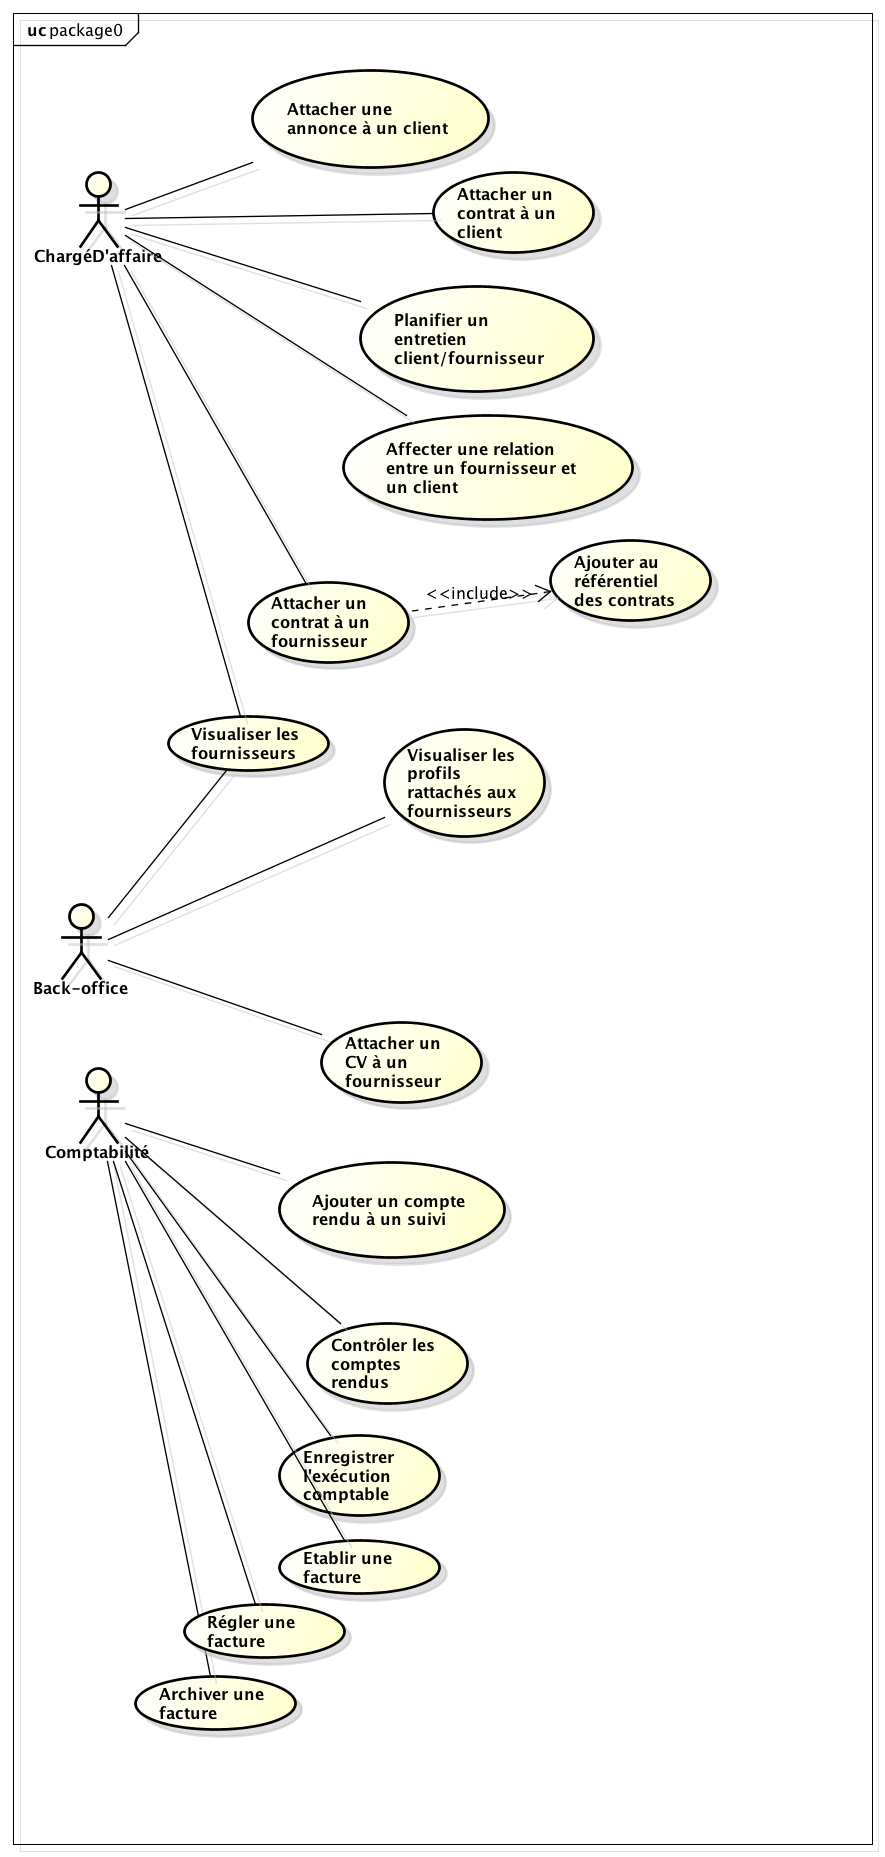 uc package0
Attacher une
annonce à un client
Attacher un
contrat à un
client
ChargéD'affaire
Planifier un
entretien
client/fournisseur
Affecter une relation
entre un fournisseur et
un client
Ajouter au
référentiel
des contrats
<<include>>
Attacher un
contrat à un
fournisseur
Visualiser les
fournisseurs
Visualiser les
profils
rattachés aux
fournisseurs
Back-office
Attacher un
CV à un
fournisseur
Comptabilité
Ajouter un compte
rendu à un suivi
Contrôler les
comptes
rendus
Enregistrer
l'exécution
comptable
Etablir une
facture
Régler une
facture
Archiver une
facture